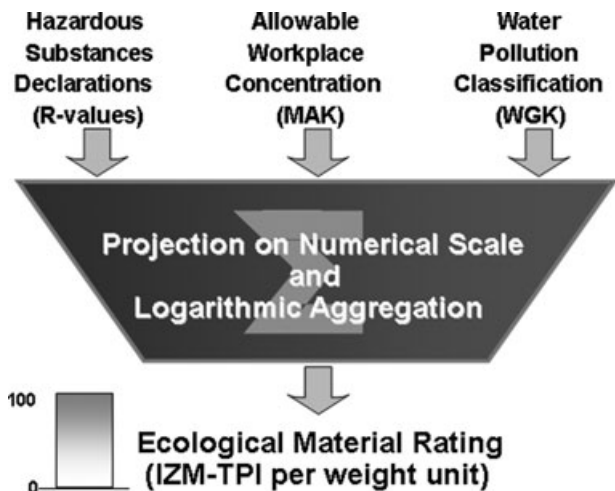 Hazardous
Substances
Declarations
(R-values)
Allowable
Workplace
Concentration
(MAK)
Water
Pollution
Classification
(WGK)
Projection on Numerical Scale
and
Logarithmic Aggregation
100
0
Ecological Material Rating
(IZM-TPI per weight unit)